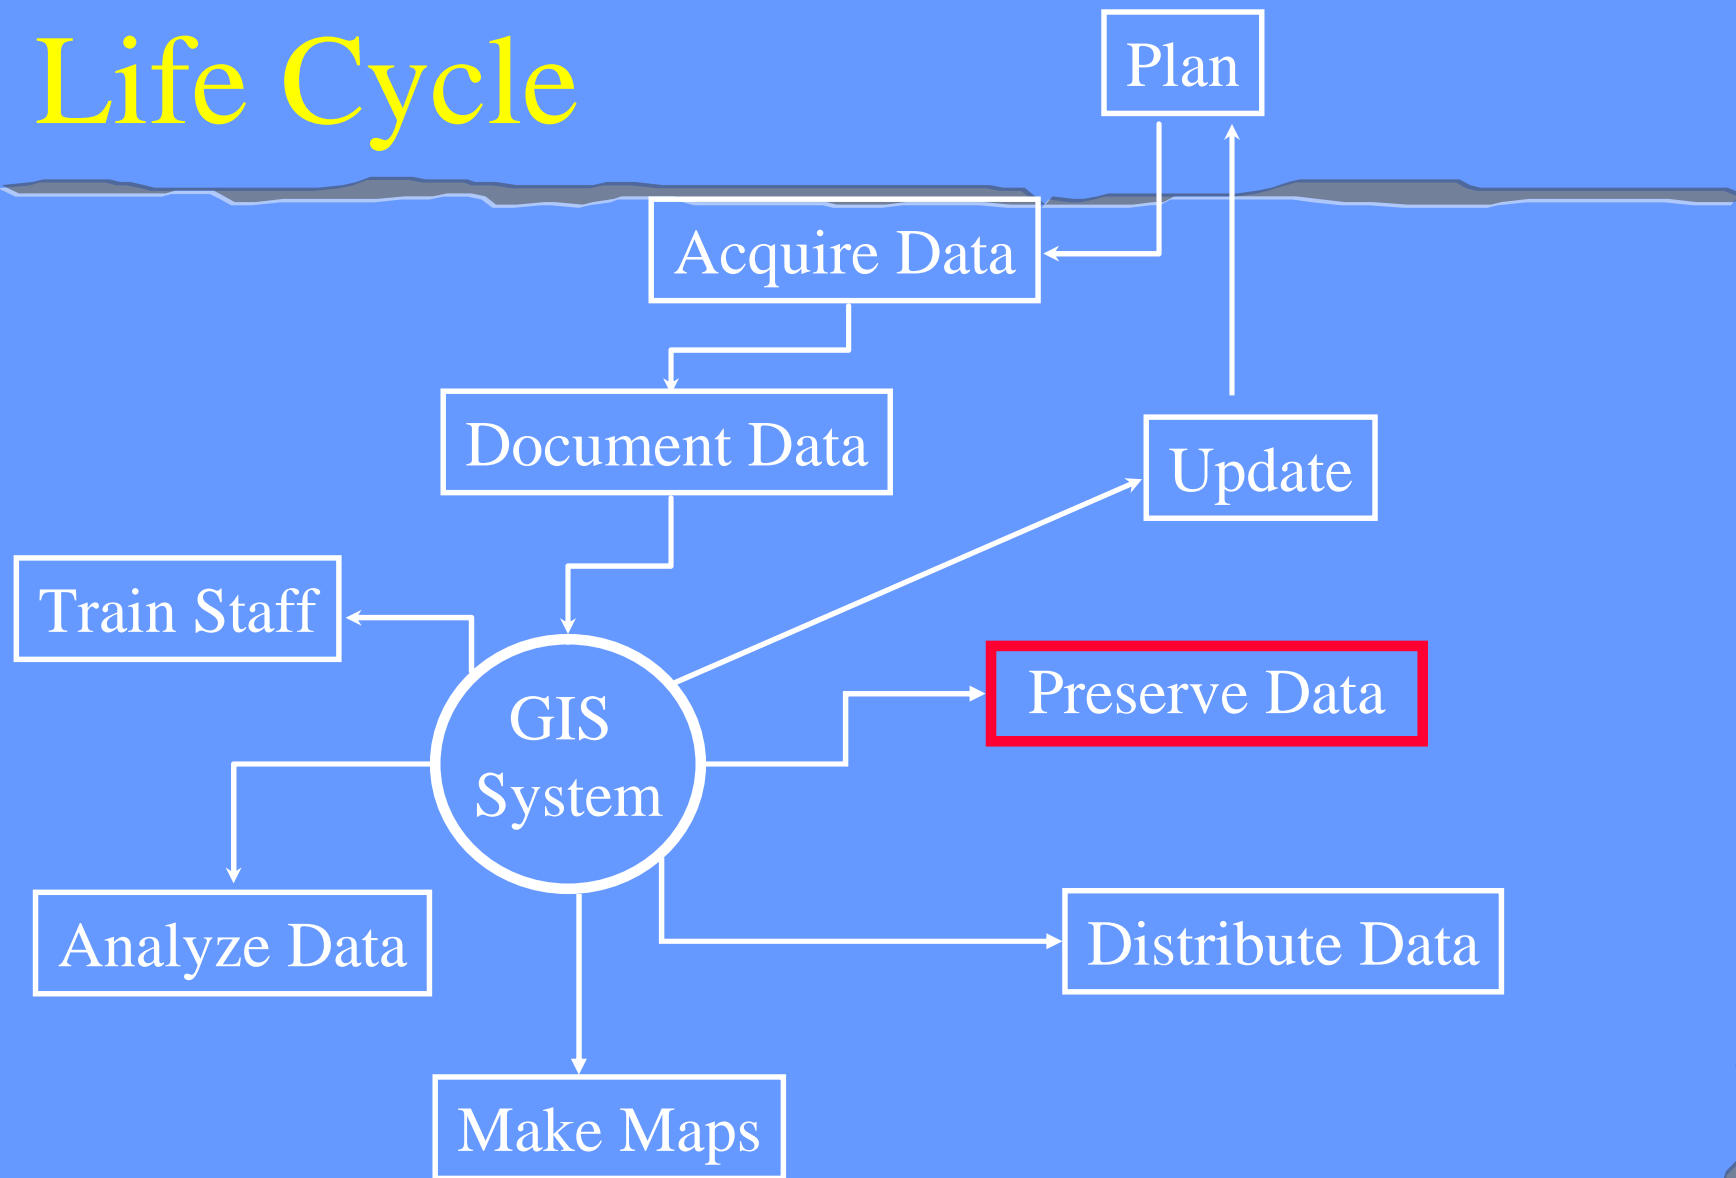 Life Cycle
Plan
Acquire Data
Document Data
Update
Train Staff
Preserve Data
GIS
System
Analyze Data
Distribute Data
Make Maps